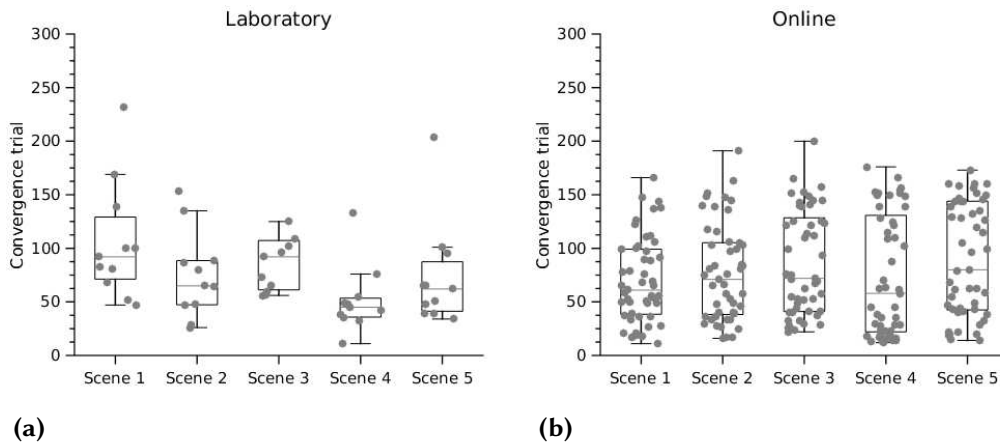 Laboratory
Convergence trial
300
250
200
150
100
50
0
Scene 1 Scene 2 Scene 3 Scene 4 Scene 5
(a)
Online
Convergence trial
300
250
200
150
100
50
0
Scene 1 Scene 2 Scene 3 Scene 4 Scene 5
(b)